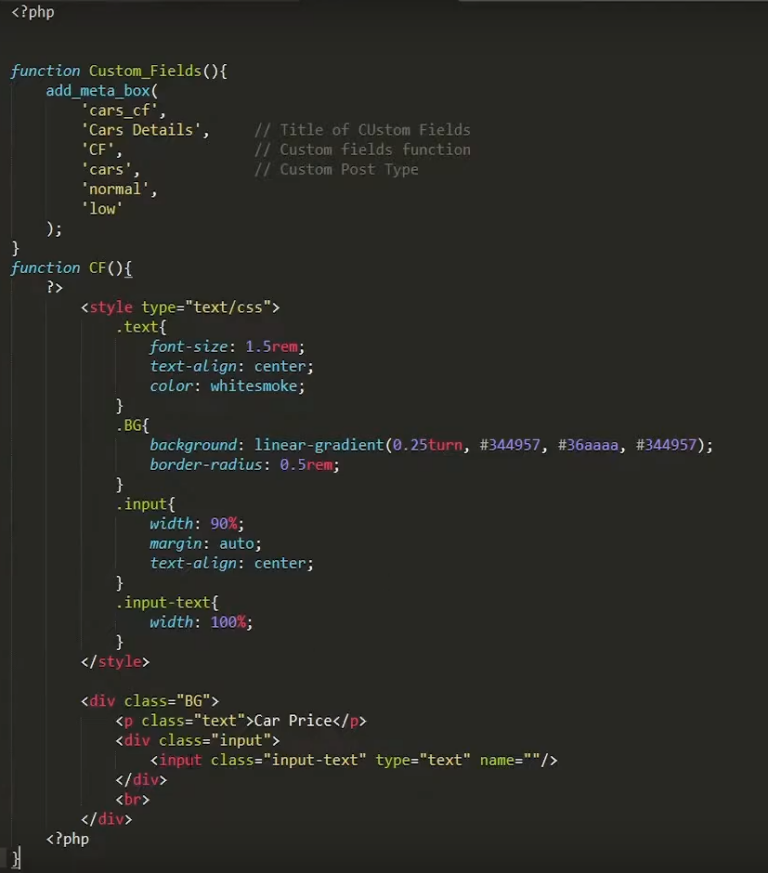 <?php
function Custom_Fields(){
    add_meta_box(
        'cars_cf',
        'Cars Details',     // Title of CUstom Fields
        'CF',               // Custom fields function
        'cars',             // Custom Post Type
        'normal',
        'low'
    );
}
function CF(){
    ?>
        <style type="text/css">
            .text{
                font-size: 1.5rem;
                text-align: center;
                color: whitesmoke;
            }
            .BG{
                background: linear-gradient(0.25turn, #344957, #36aaaa, #344957);
                border-radius: 0.5rem;
            }
            .input{
                width: 90%;
                margin: auto;
                text-align: center;
            }
            .input-text{
                width: 100%;
            }
        </style>
        <div class="BG">
            <p class="text">Car Price</p>
            <div class="input">
                <input class="input-text" type="text" name=""/>
            </div>
            <br>
        </div>
    <?php
}